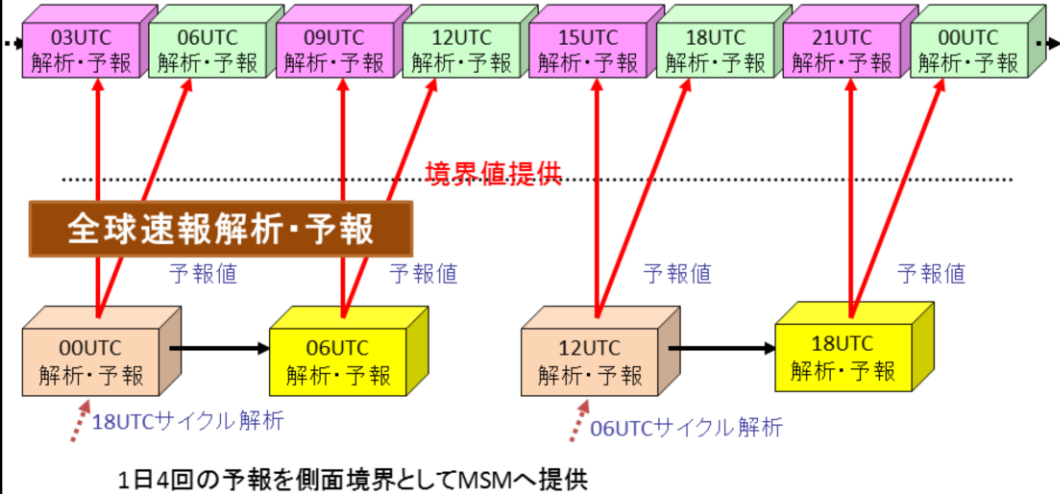 03UTC
解析・予報
06UTC
解析・予報
09UTC
解析・予報
12UTC
解析・予報
15UTC
解析・予報
18UTC
解析・予報
21UTC
解析・予報
00UTC
解析・予報
境界値提供
全球速報解析・予報
予報値
予報値
予報値
予報値
00UTC
解析・予報
06UTC
解析・予報
12UTC
解析・予報
18UTC
解析・予報
18UTCサイクル解析
06UTCサイクル解析
1日4回の予報を側面境界としてMSMへ提供